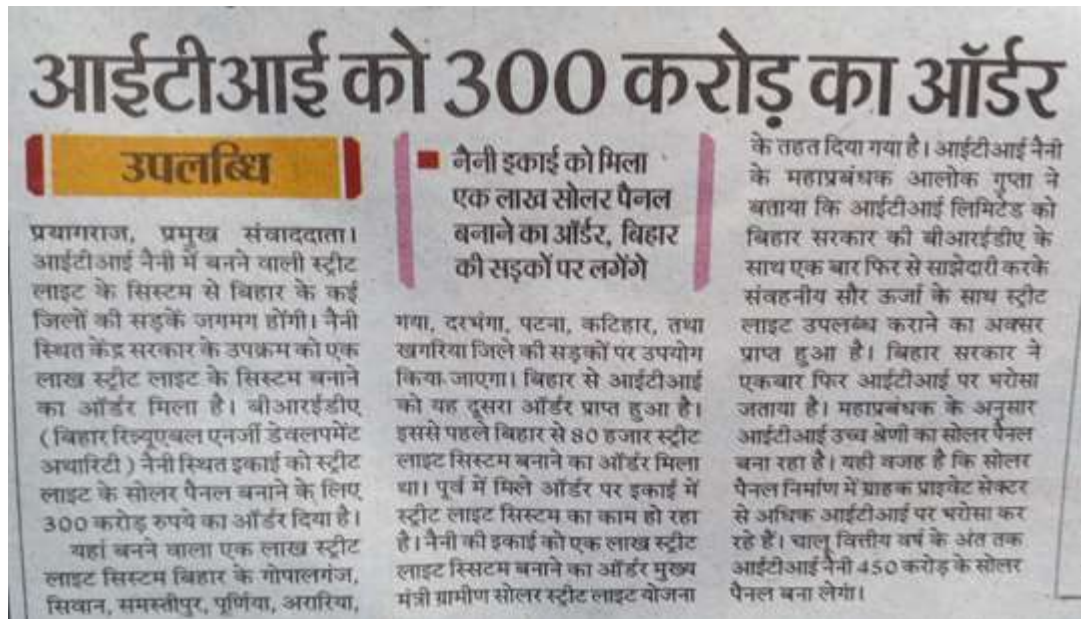 आईटीआई को 300 करोड़ का ऑर्डर
उपलब्धि
प्रयागराज, प्रमुख संवाददाता।
आईटीआई नैनी में बनने वाली स्ट्रीट
लाइट के सिस्टम से बिहार के कई
जिलों की सड़कें जगमग होंगी। नैनी
स्थित केंद्र सरकार के उपक्रम को एक
लाख स्ट्रीट लाइट के सिस्टम बनाने
का ऑर्डर मिला है। बीआरईडीए
(बिहार रिन्यूएबल एनर्जी डेवलपमेंट
अथारिटी) नैनी स्थित इकाई को स्ट्रीट
लाइट के सोलर पैनल बनाने के लिए
300 करोड़ रुपये का ऑर्डर दिया है।
यहां बनने वाला एक लाख स्ट्रीट
लाइट सिस्टम बिहार के गोपालगंज,
सिवान, समस्तीपुर, पूर्णिया, अरारिया,
■ नैनी इकाई को मिला
एक लाख सोलर पैनल
बनाने का ऑर्डर, बिहार
की सड़कों पर लगेंगे
गया, दरभंगा, पटना, कटिहार, तथा
खगरिया जिले की सड़कों पर उपयोग
किया जाएगा। बिहार से आईटीआई
को यह दूसरा ऑर्डर प्राप्त हुआ है।
इससे पहले बिहार से 80 हजार स्ट्रीट
लाइट सिस्टम बनाने का ऑर्डर मिला
था। पूर्व में मिले ऑर्डर पर इकाई में
स्ट्रीट लाइट सिस्टम का काम हो रहा
है। नैनी की इकाई को एक लाख स्ट्रीट
लाइट स्सिटम बनाने का ऑर्डर मुख्य
मंत्री ग्रामीण सोलर स्ट्रीट लाइट योजना
के तहत दिया गया है। आईटीआई नैनी
के महाप्रबंधक आलोक गुप्ता ने
बताया कि आईटीआई लिमिटेड को
बिहार सरकार की बीआरईडीए के
साथ एक बार फिर से साझेदारी करके
संवहनीय सौर ऊर्जा के साथ स्ट्रीट
लाइट उपलब्ध कराने का अक्सर
प्राप्त हुआ है। बिहार सरकार ने
एकबार फिर आईटीआई पर भरोसा
जताया है। महाप्रबंधक के अनुसार
आईटीआई उच्च श्रेणी का सोलर पैनल
बना रहा है। यही वजह है कि सोलर
पैनल निर्माण में ग्राहक प्राइवेट सेक्टर
से अधिक आईटीआई पर भरोसा कर
रहे हैं। चालू वित्तीय वर्ष के अंत तक
आईटीआई नैनी 450 करोड़ के सोलर
पैनल बना लेगा।